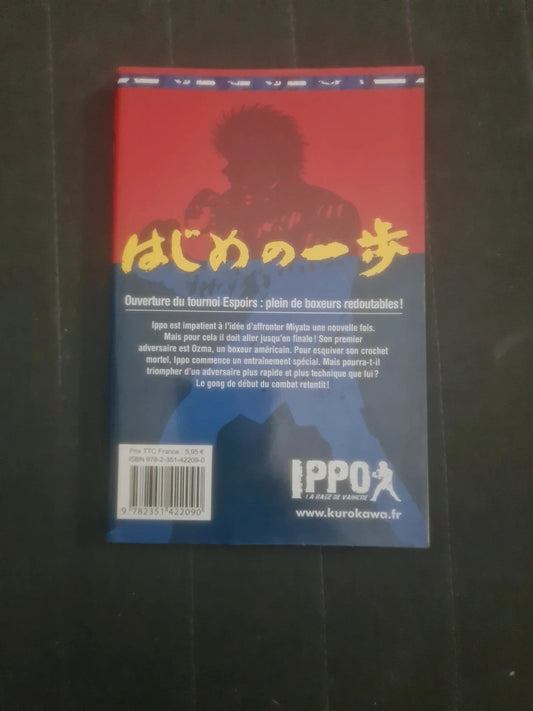 はじめの一歩
Ouverture du tournoi Espoirs : plein de boxeurs redoutables !
Ippo est impatient à l'idée d'affronter Miyata une nouvelle fois.
Mais pour cela il doit aller jusqu'en finale ! Son premier
adversaire est Ozma, un boxeur américain. Pour esquiver son crochet
mortel, Ippo commence un entraînement spécial. Mais pourra-t-il
triompher d'un adversaire plus rapide et plus technique que lui ?
Le gong de début du combat retentit !
Prix TTC France : 5,95 €
ISBN 978-2-351-42209-0
9 782351 422090
IPPO
LA RAGE DE VAINCRE
www.kurokawa.fr